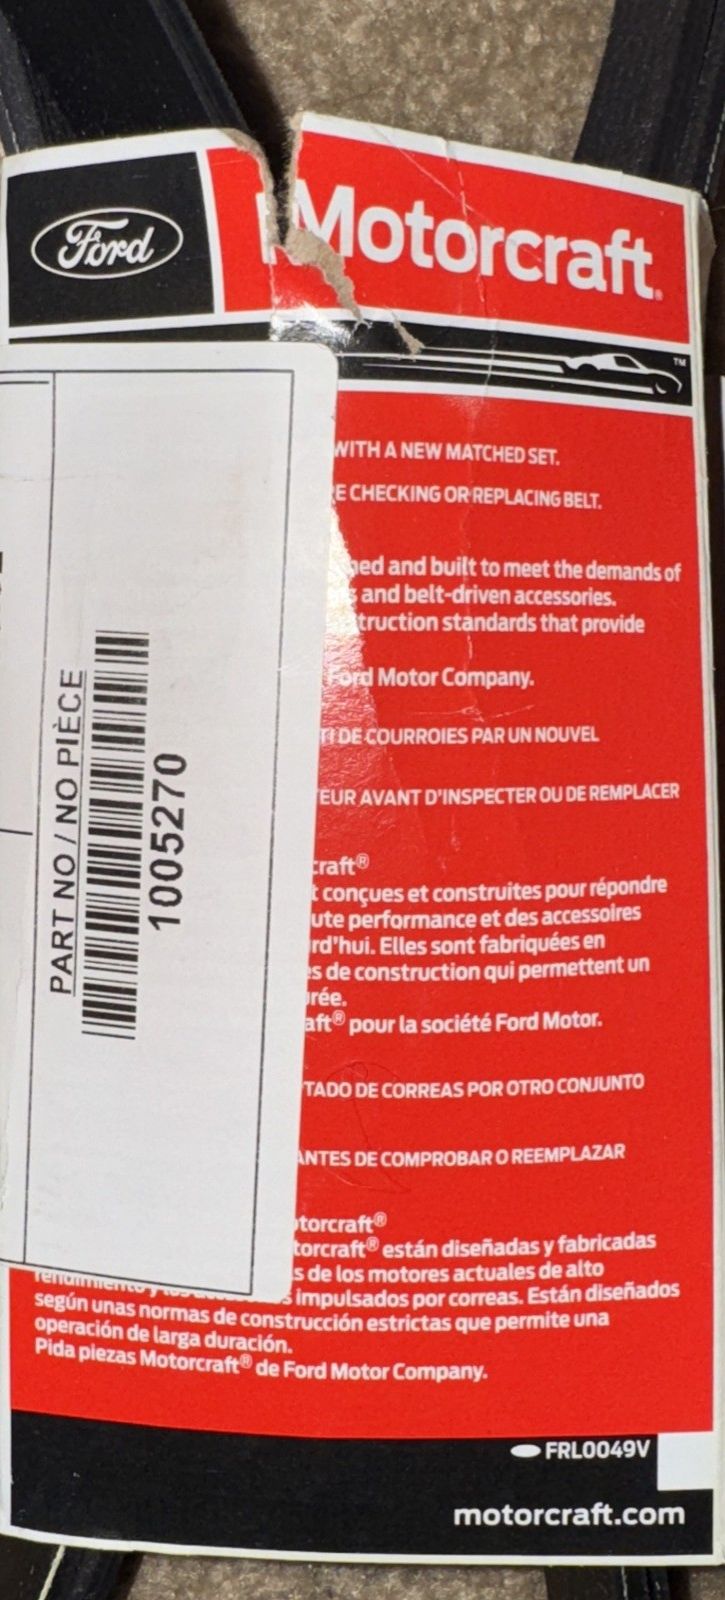 Ford
Motorcraft®
TM
WITH A NEW MATCHED SET.
CHECKING OR REPLACING BELT.
and built to meet the demands of
and belt-driven accessories.
standards that provide
Ford Motor Company.
DE COURROIES PAR UN NOUVEL
AVANT D'INSPECTER OU DE REMPLACER
conçues et construites pour répondre
performance et des accessoires
Elles sont fabriquées en
de construction qui permettent un
pour la société Ford Motor.
DE CORREAS POR OTRO CONJUNTO
ANTES DE COMPROBAR O REEMPLAZAR
están diseñadas y fabricadas
de los motores actuales de alto
rendimiento y los impulsados por correas. Están diseñados
según unas normas de construcción estrictas que permite una
operación de larga duración.
Pida piezas Motorcraft® de Ford Motor Company.
FRL0049V
motorcraft.com
PART NO / NO PIÈCE
1005270